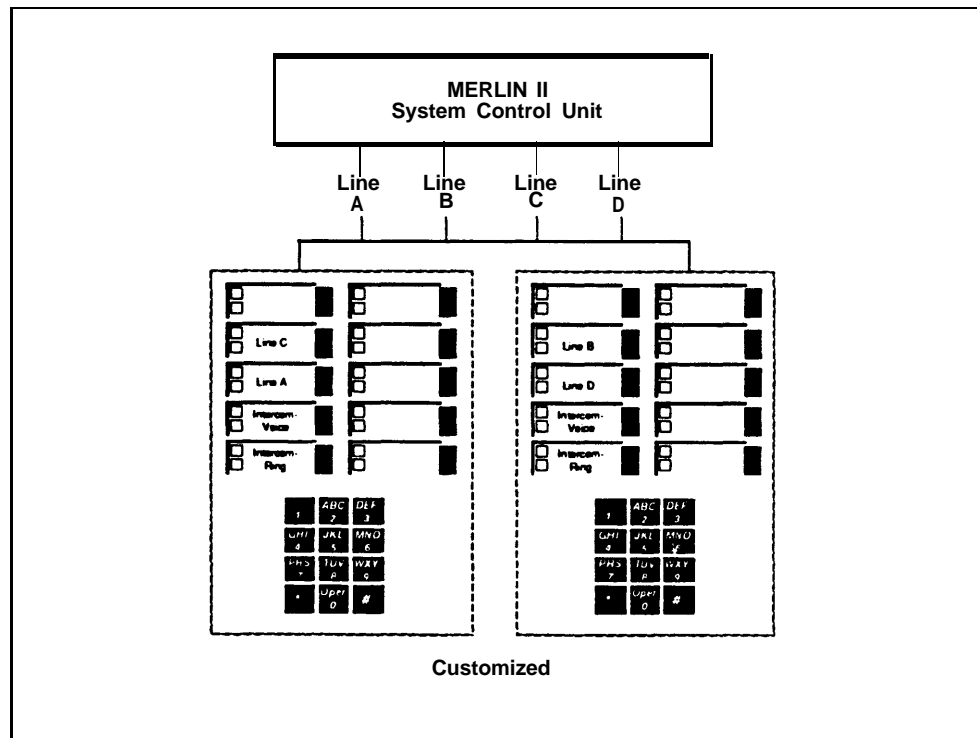 MERLIN II
System Control Unit
Line A
Line B
Line C
Line D
Line C
Line A
Intercom-
Voice
Intercom-
Ring
1
ABC 2
DEF 3
GHI 4
JKL 5
MNO 6
PRS 7
TUV 8
WXY 9
*
Oper 0
#
Line B
Line D
Intercom-
Voice
Intercom-
Ring
1
ABC 2
DEF 3
GHI 4
JKL 5
MNO 6
PRS 7
TUV 8
WXY 9
*
Oper 0
#
Customized